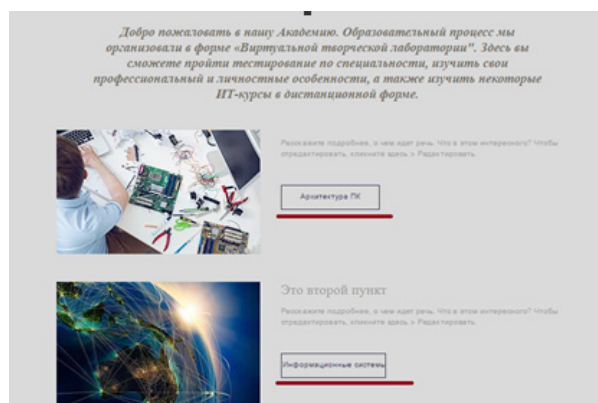 Добро пожаловать в нашу Академию. Образовательный процесс мы
организовали в форме «Виртуальной творческой лаборатории". Здесь вы
сможете пройти тестирование по специальности, изучить свои
профессиональный и личностные особенности, а также изучить некоторые
ИТ-курсы в дистанционной форме.
Расскажите подробнее, о чем идет речь. Что в этом интересного? Чтобы
отредактировать, кликните здесь > Редактировать.
Архитектура ПК
Это второй пункт
Расскажите подробнее, о чем идет речь. Что в этом интересного? Чтобы
отредактировать, кликните здесь > Редактировать.
Информационные системы